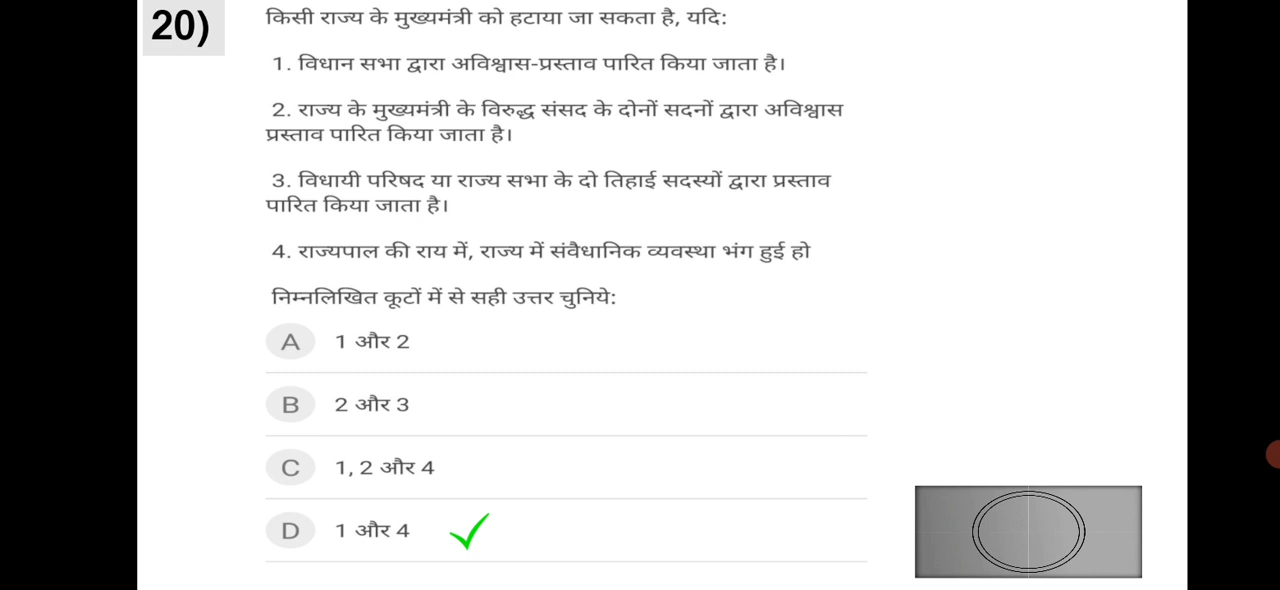 20)
किसी राज्य के मुख्यमंत्री को हटाया जा सकता है, यदि:
1. विधान सभा द्वारा अविश्वास-प्रस्ताव पारित किया जाता है।
2. राज्य के मुख्यमंत्री के विरुद्ध संसद के दोनों सदनों द्वारा अविश्वास
प्रस्ताव पारित किया जाता है।
3. विधायी परिषद या राज्य सभा के दो तिहाई सदस्यों द्वारा प्रस्ताव
पारित किया जाता है।
4. राज्यपाल की राय में, राज्य में संवैधानिक व्यवस्था भंग हुई हो
निम्नलिखित कूटों में से सही उत्तर चुनिये:
A 1 और 2
B 2 और 3
C 1, 2 और 4
D 1 और 4